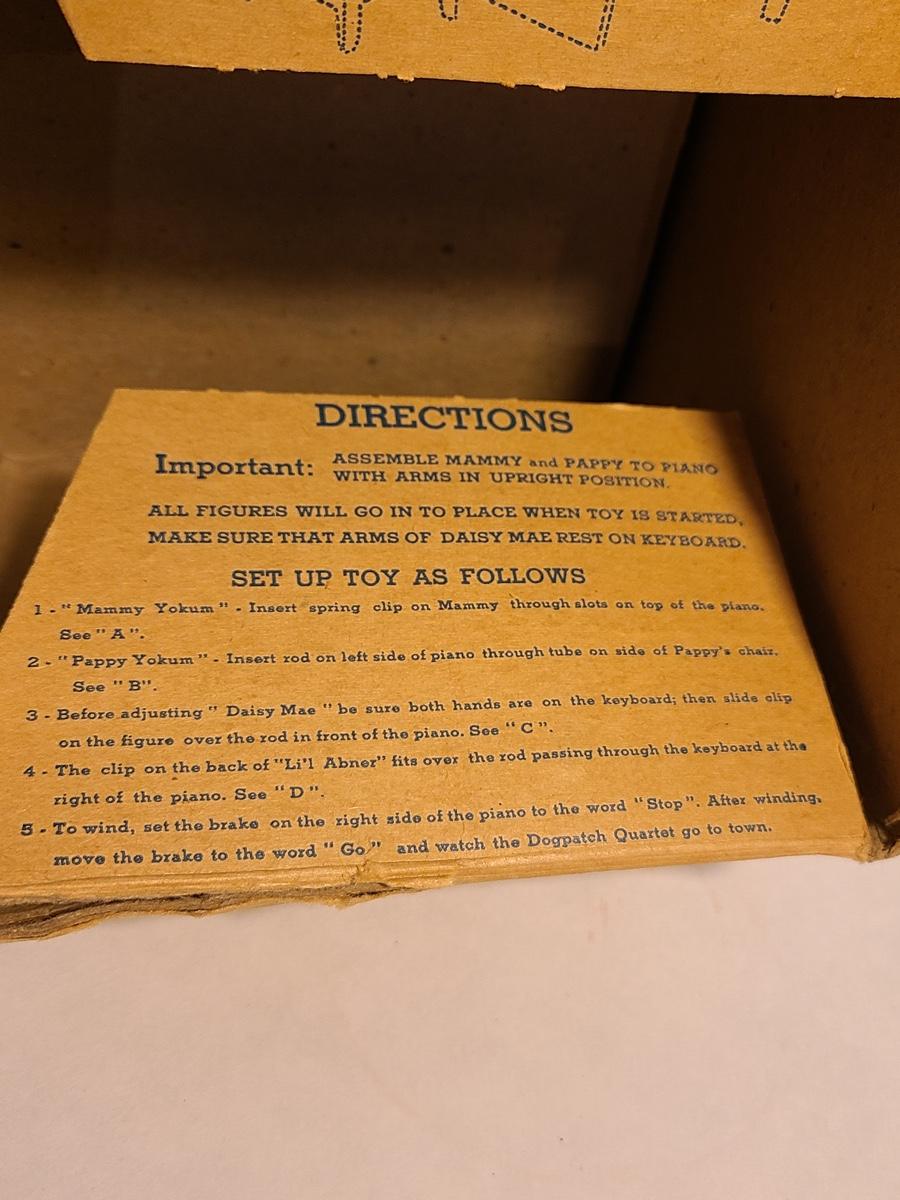 DIRECTIONS
Important: ASSEMBLE MAMMY and PAPPY TO PIANO
WITH ARMS IN UPRIGHT POSITION.
ALL FIGURES WILL GO IN TO PLACE WHEN TOY IS STARTED,
MAKE SURE THAT ARMS OF DAISY MAE REST ON KEYBOARD.
SET UP TOY AS FOLLOWS
1 - "Mammy Yokum" - Insert spring clip on Mammy through slots on top of the piano.
See "A".
2 - "Pappy Yokum" - Insert rod on left side of piano through tube on side of Pappy's chair.
See "B".
3 - Before adjusting "Daisy Mae" be sure both hands are on the keyboard; then slide clip
on the figure over the rod in front of the piano. See "C".
4 - The clip on the back of "Li'l Abner" fits over the rod passing through the keyboard at the
right of the piano. See "D".
5 - To wind, set the brake on the right side of the piano to the word "Stop". After winding,
move the brake to the word "Go" and watch the Dogpatch Quartet go to town.